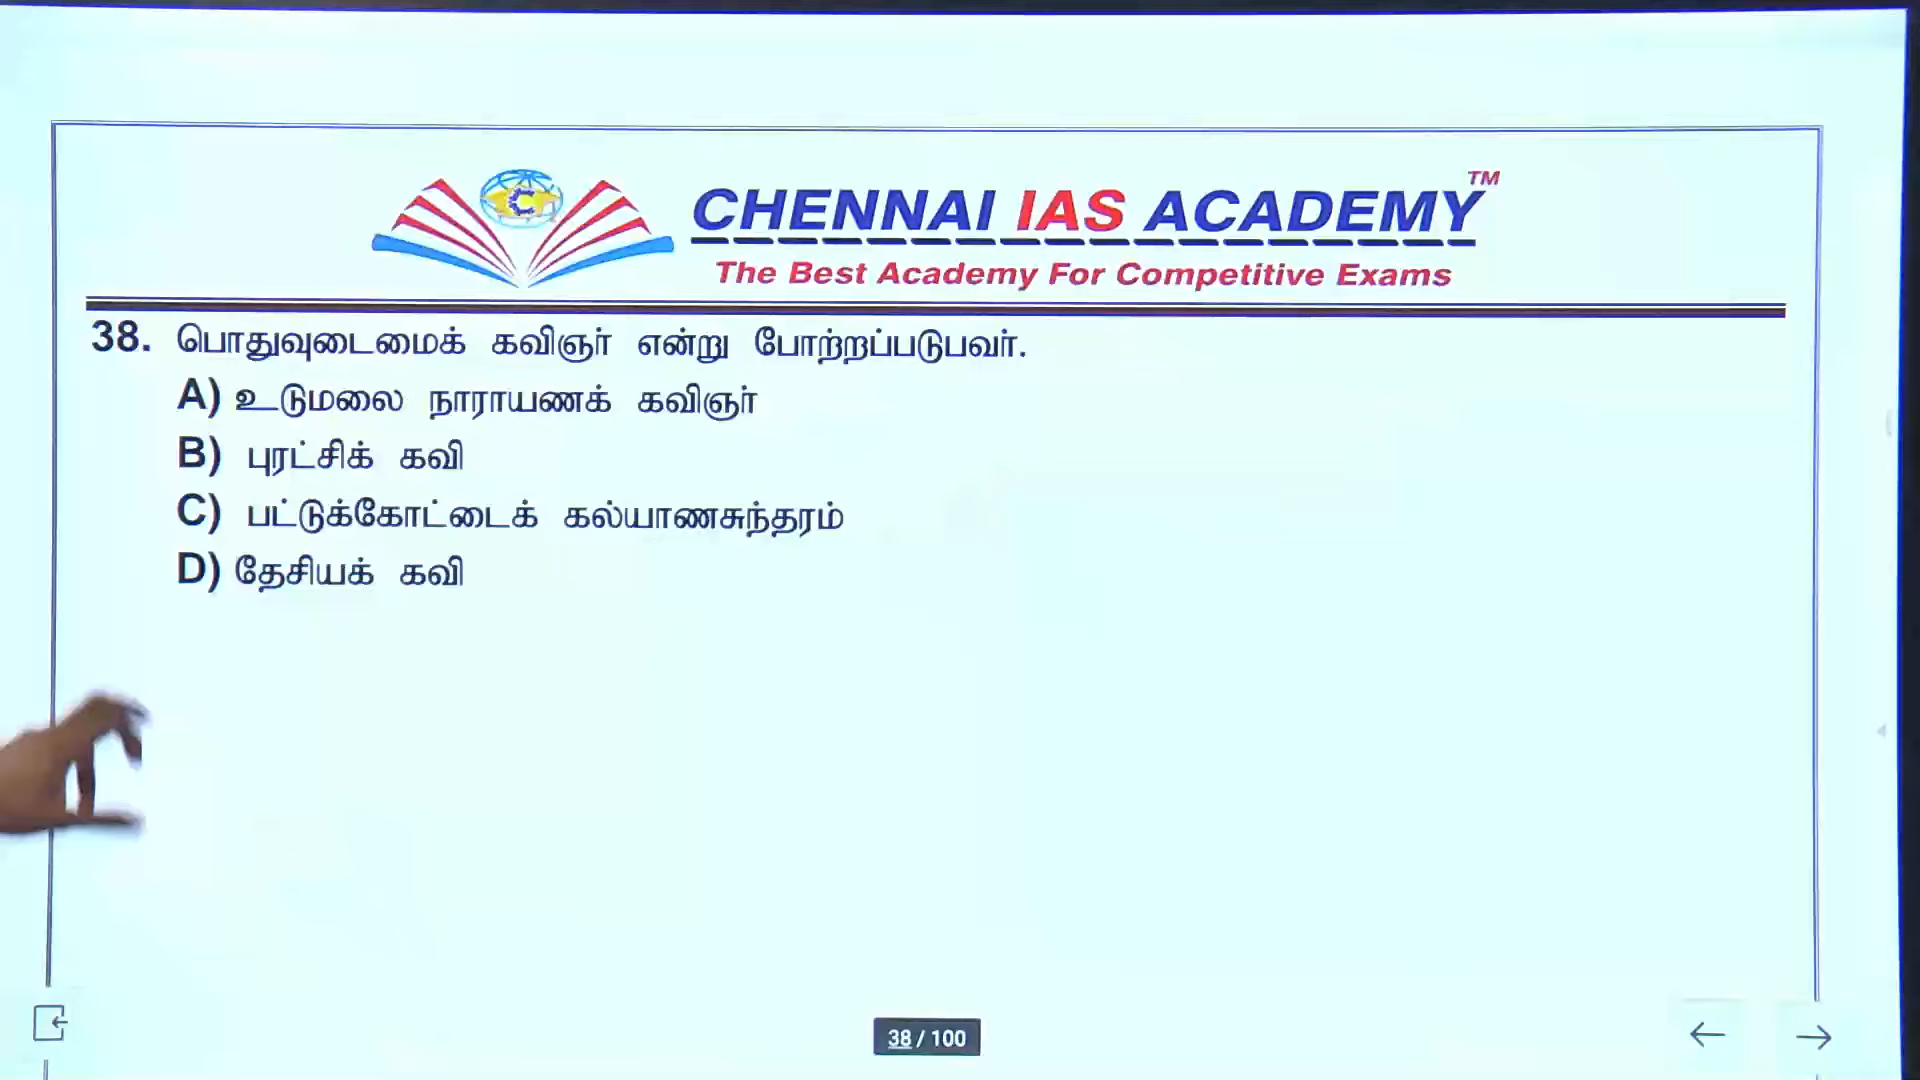 CHENNAI IAS ACADEMY TM
The Best Academy For Competitive Exams
38. பொதுவுடைமைக் கவிஞர் என்று போற்றப்படுபவர்.
A) உடுமலை நாராயணக் கவிஞர்
B) புரட்சிக் கவி
C) பட்டுக்கோட்டைக் கல்யாணசுந்தரம்
D) தேசியக் கவி
38 / 100